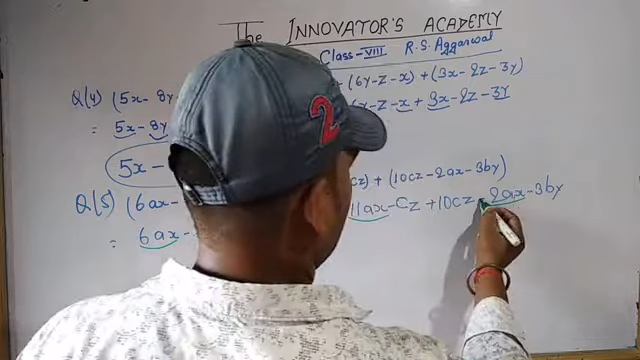 The INNOVATOR'S ACADEMY
Class-VIII R.S. Aggarwal
Q(4) (5x - 8y - (6y-z-x) + (3x-2z-3y)
= 5x - 8y - x + 3x - 2z - 3y
5x -
Q(5) (6ax - cz) + (10cz - 2ax - 3by)
= 6ax - 11ax - cz + 10cz - 2ax - 3by
2